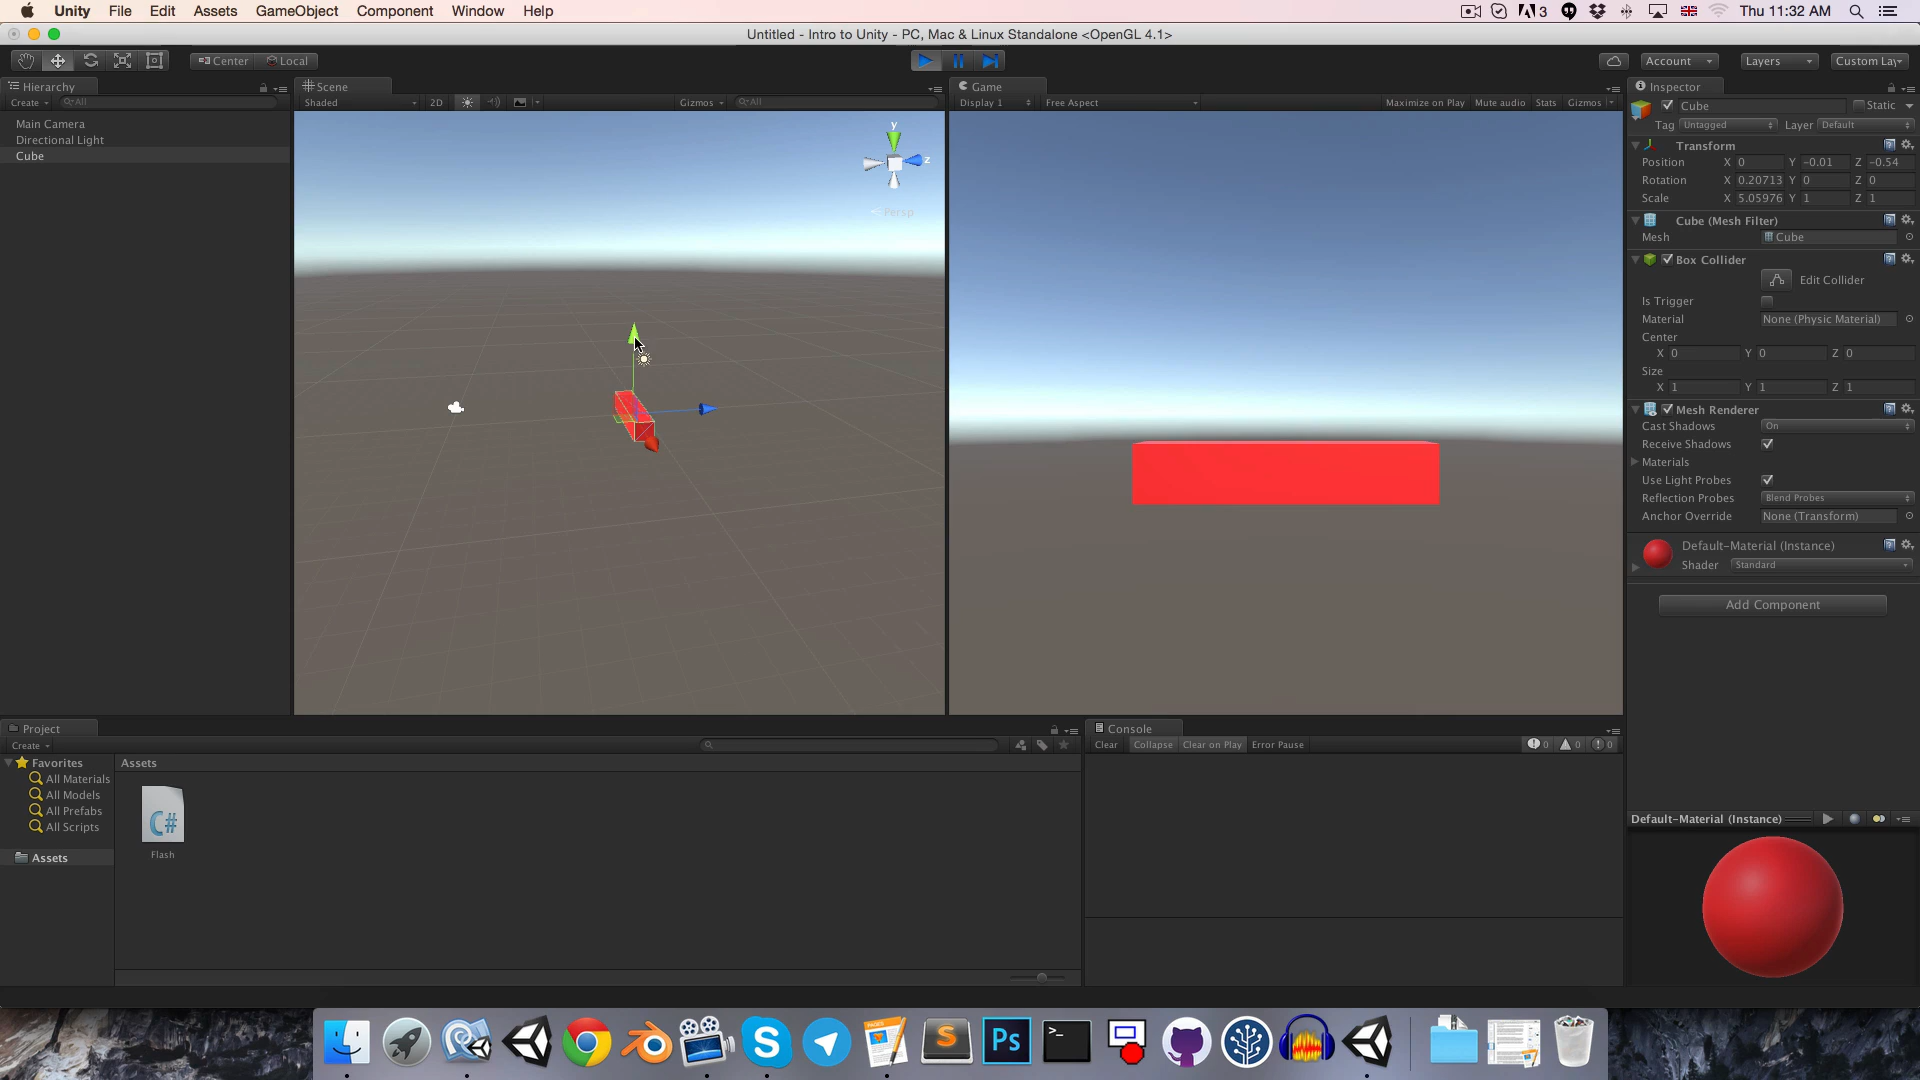 Unity File Edit Assets GameObject Component Window Help 3 Thu 11:32 AM
Untitled - Intro to Unity - PC, Mac & Linux Standalone <OpenGL 4.1>
Center Local Account Layers Custom Lay
Hierarchy
Create All
Main Camera
Directional Light
Cube
Scene
Shaded 2D Gizmos All
y
z
Persp
Game
Display 1 Free Aspect Maximize on Play Mute audio Stats Gizmos
Inspector
Cube Static
Tag Untagged Layer Default
Transform
Position X 0 Y -0.01 Z -0.54
Rotation X 0.20713 Y 0 Z 0
Scale X 5.05976 Y 1 Z 1
Cube (Mesh Filter)
Mesh Cube
Box Collider
Edit Collider
Is Trigger
Material None (Physic Material)
Center
X 0 Y 0 Z 0
Size
X 1 Y 1 Z 1
Mesh Renderer
Cast Shadows On
Receive Shadows
Materials
Use Light Probes
Reflection Probes Blend Probes
Anchor Override None (Transform)
Default-Material (Instance)
Shader Standard
Add Component
Default-Material (Instance)
Project
Create
Favorites
All Materials
All Models
All Prefabs
All Scripts
Assets
Assets
C#
Flash
Console
Clear Collapse Clear on Play Error Pause 0 0 0
S
S
Ps
>_